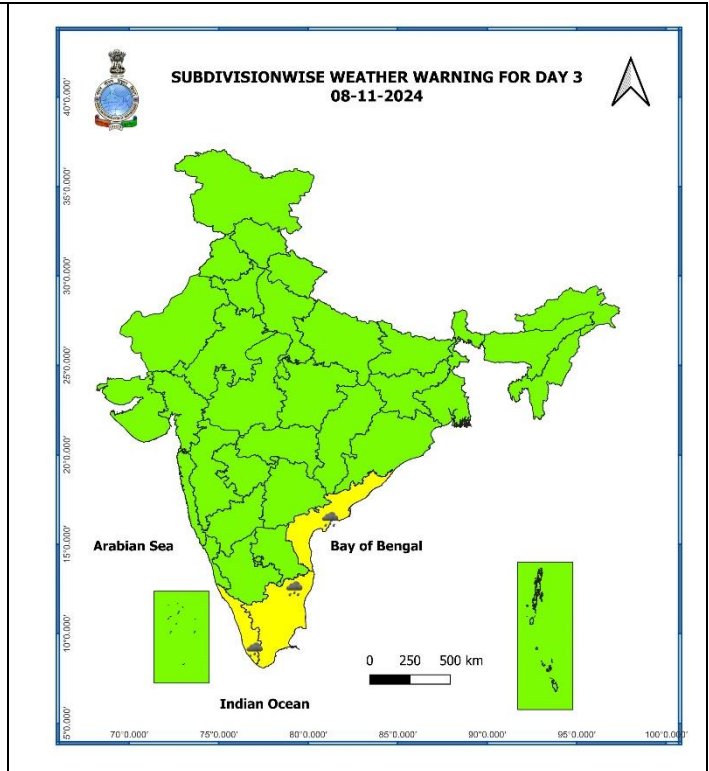 SUBDIVISIONWISE WEATHER WARNING FOR DAY 3
08-11-2024
40°0.000'
35°0.000'
30°0.000'
25°0.000'
20°0.000'
15°0.000'
10°0.000'
5°0.000'
Arabian Sea
Bay of Bengal
0 250 500 km
Indian Ocean
70°0.000' 75°0.000' 80°0.000' 85°0.000' 90°0.000' 95°0.000' 100°0.000'